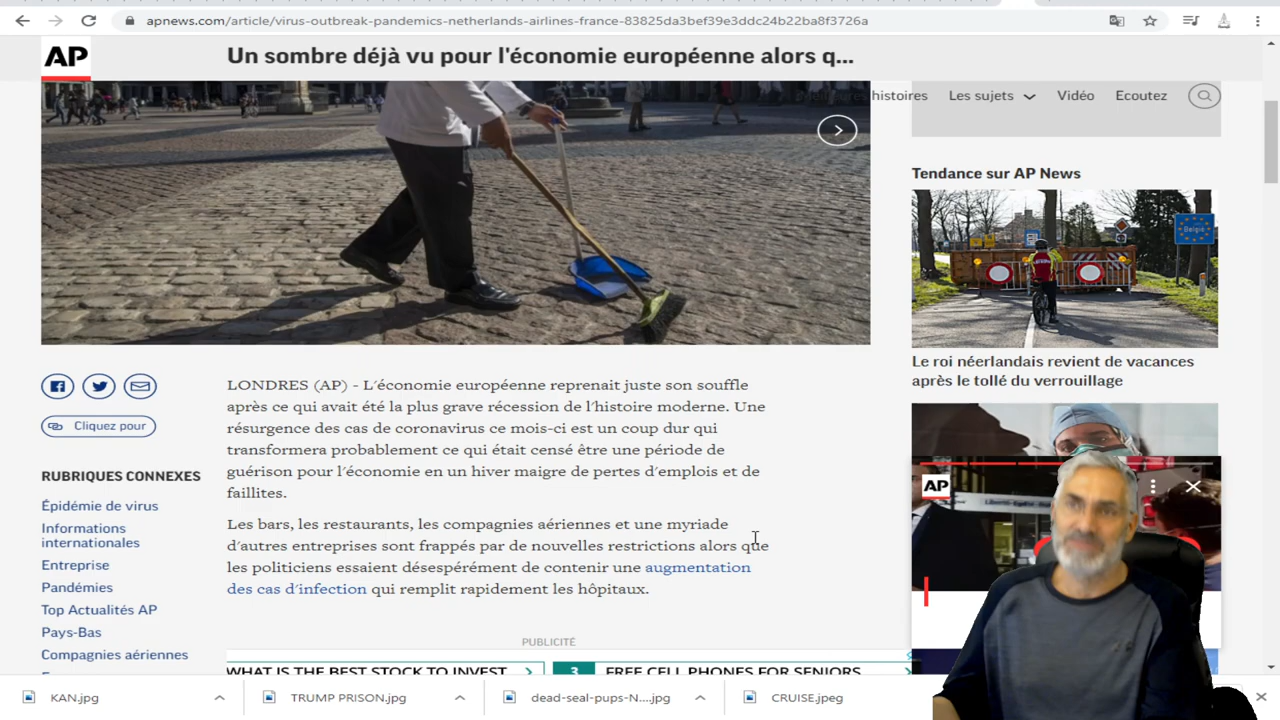 apnews.com/article/virus-outbreak-pandemics-netherlands-airlines-france-83825da3bef39e3ddc24b22ba8f3726a
AP
Un sombre déjà vu pour l'économie européenne alors q...
histoires
Les sujets
Vidéo
Ecoutez
Tendance sur AP News
België
Le roi néerlandais revient de vacances
après le tollé du verrouillage
AP
Cliquez pour
RUBRIQUES CONNEXES
Épidémie de virus
Informations
internationales
Entreprise
Pandémies
Top Actualités AP
Pays-Bas
Compagnies aériennes
LONDRES (AP) - L'économie européenne reprenait juste son souffle
après ce qui avait été la plus grave récession de l'histoire moderne. Une
résurgence des cas de coronavirus ce mois-ci est un coup dur qui
transformera probablement ce qui était censé être une période de
guérison pour l'économie en un hiver maigre de pertes d'emplois et de
faillites.
Les bars, les restaurants, les compagnies aériennes et une myriade
d'autres entreprises sont frappés par de nouvelles restrictions alors que
les politiciens essaient désespérément de contenir une augmentation
des cas d'infection qui remplit rapidement les hôpitaux.
PUBLICITÉ
WHAT IS THE BEST STOCK TO INVEST
3
FREE CELL PHONES FOR SENIORS
KAN.jpg
TRUMP PRISON.jpg
dead-seal-pups-N....jpg
CRUISE.jpeg